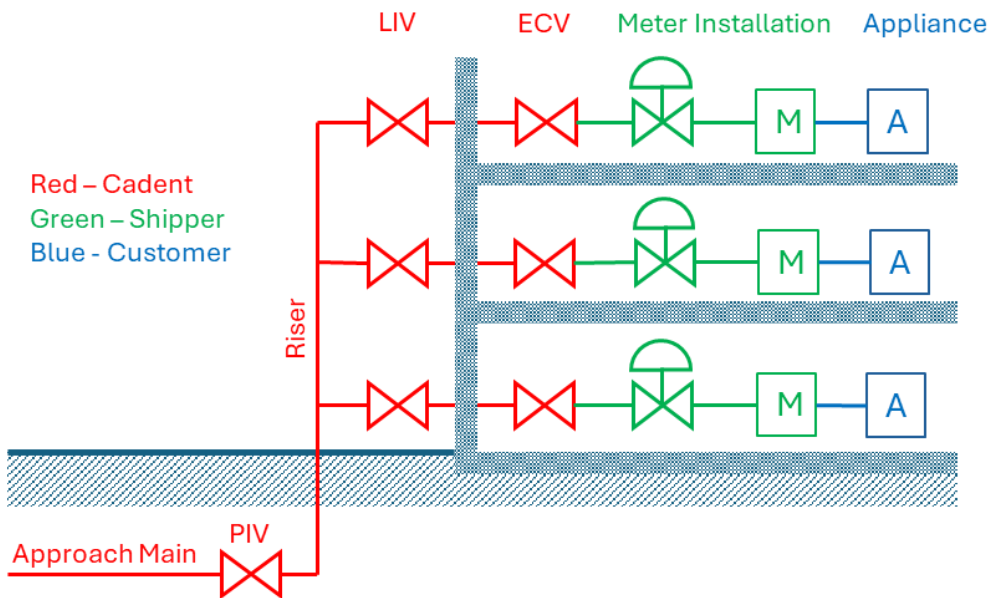 LIV
ECV
Meter Installation
Appliance
M
A
Red – Cadent
Green – Shipper
Blue - Customer
M
A
Riser
M
A
PIV
Approach Main